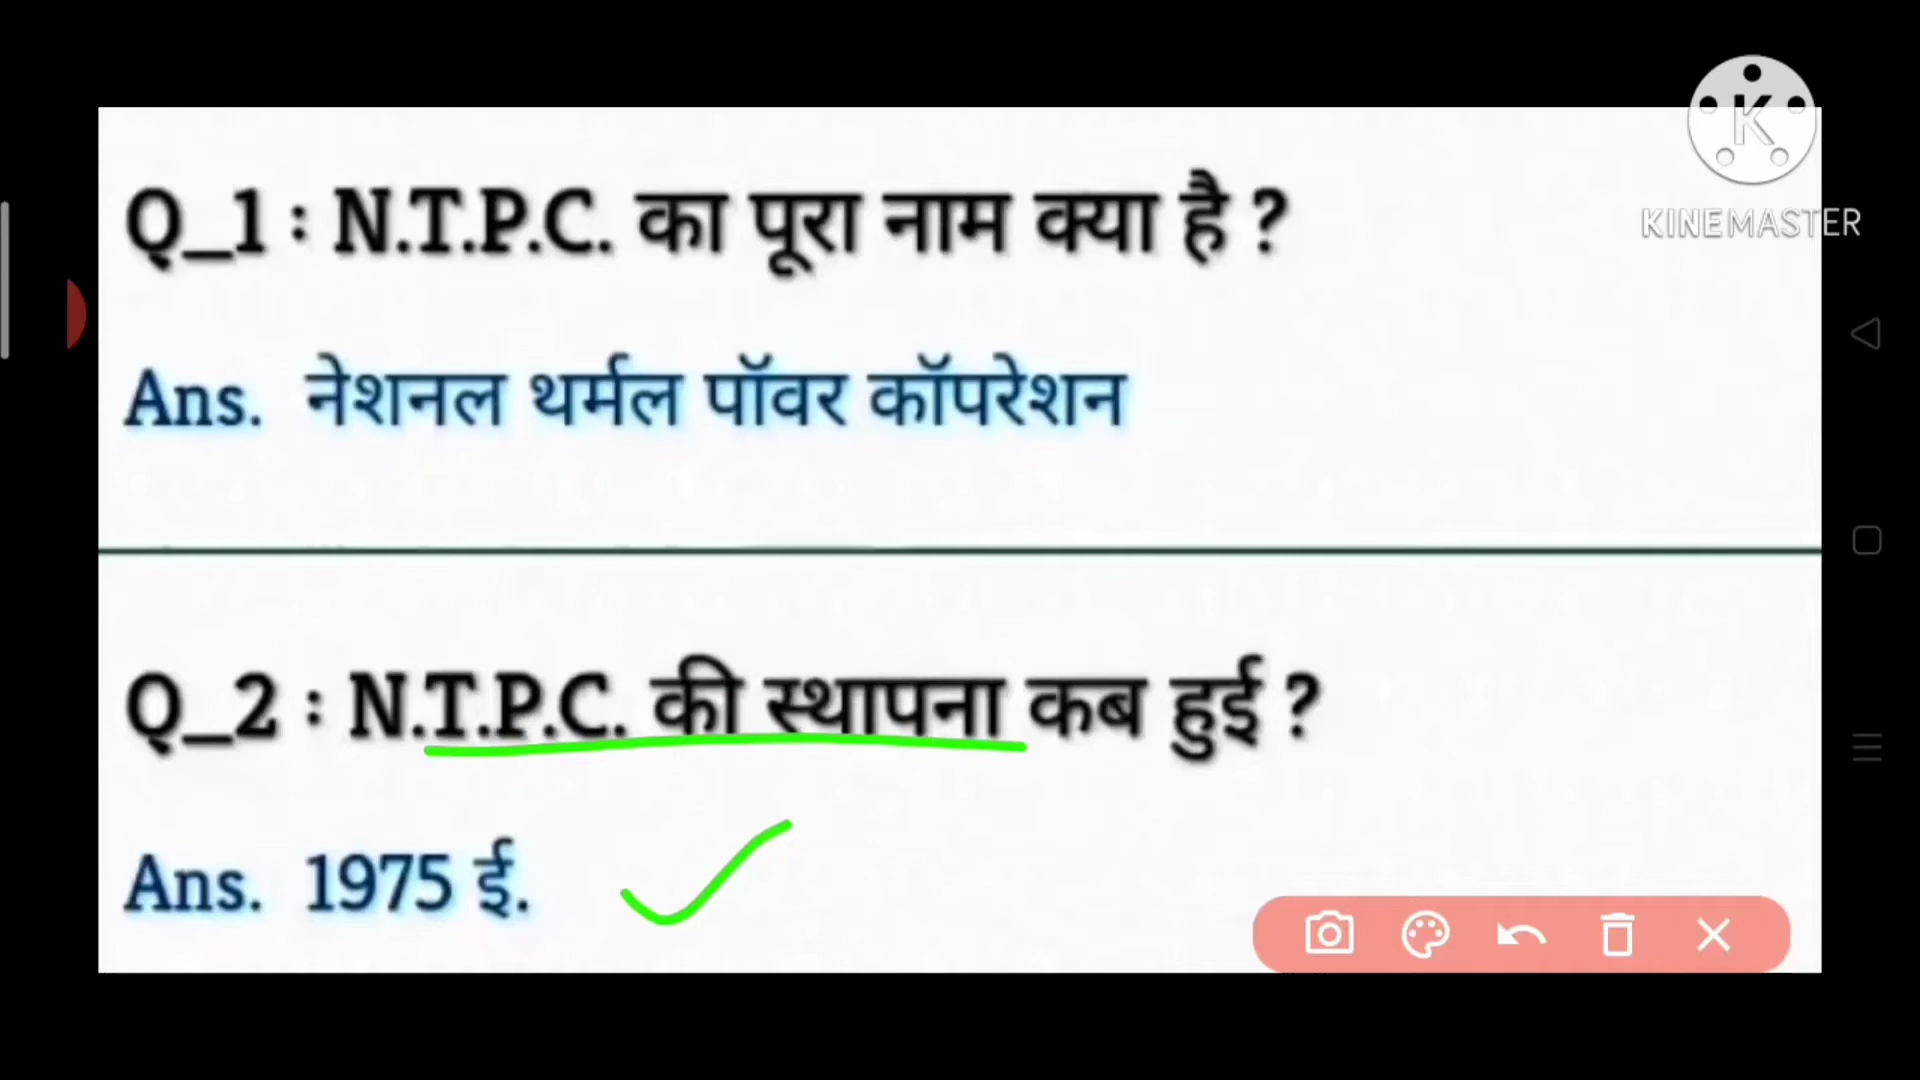 K
KINEMASTER
Q_1 : N.T.P.C. का पूरा नाम क्या है ?
Ans. नेशनल थर्मल पॉवर कॉपरेशन
Q_2 : N.T.P.C. की स्थापना कब हुई ?
Ans. 1975 ई.